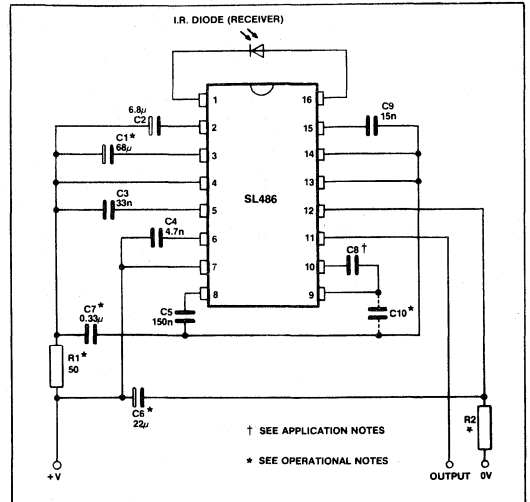 I.R. DIODE (RECEIVER)
1
16
6.8µ
C2
2
15
C9
15n
C1*
68µ
3
14
4
13
C3
33n
5
SL486
12
C4
4.7n
6
11
C8†
7
10
8
9
C7*
0.33µ
C5
150n
C10*
R1*
50
C6*
22µ
R2
*
† SEE APPLICATION NOTES
* SEE OPERATIONAL NOTES
+V
OUTPUT
0V